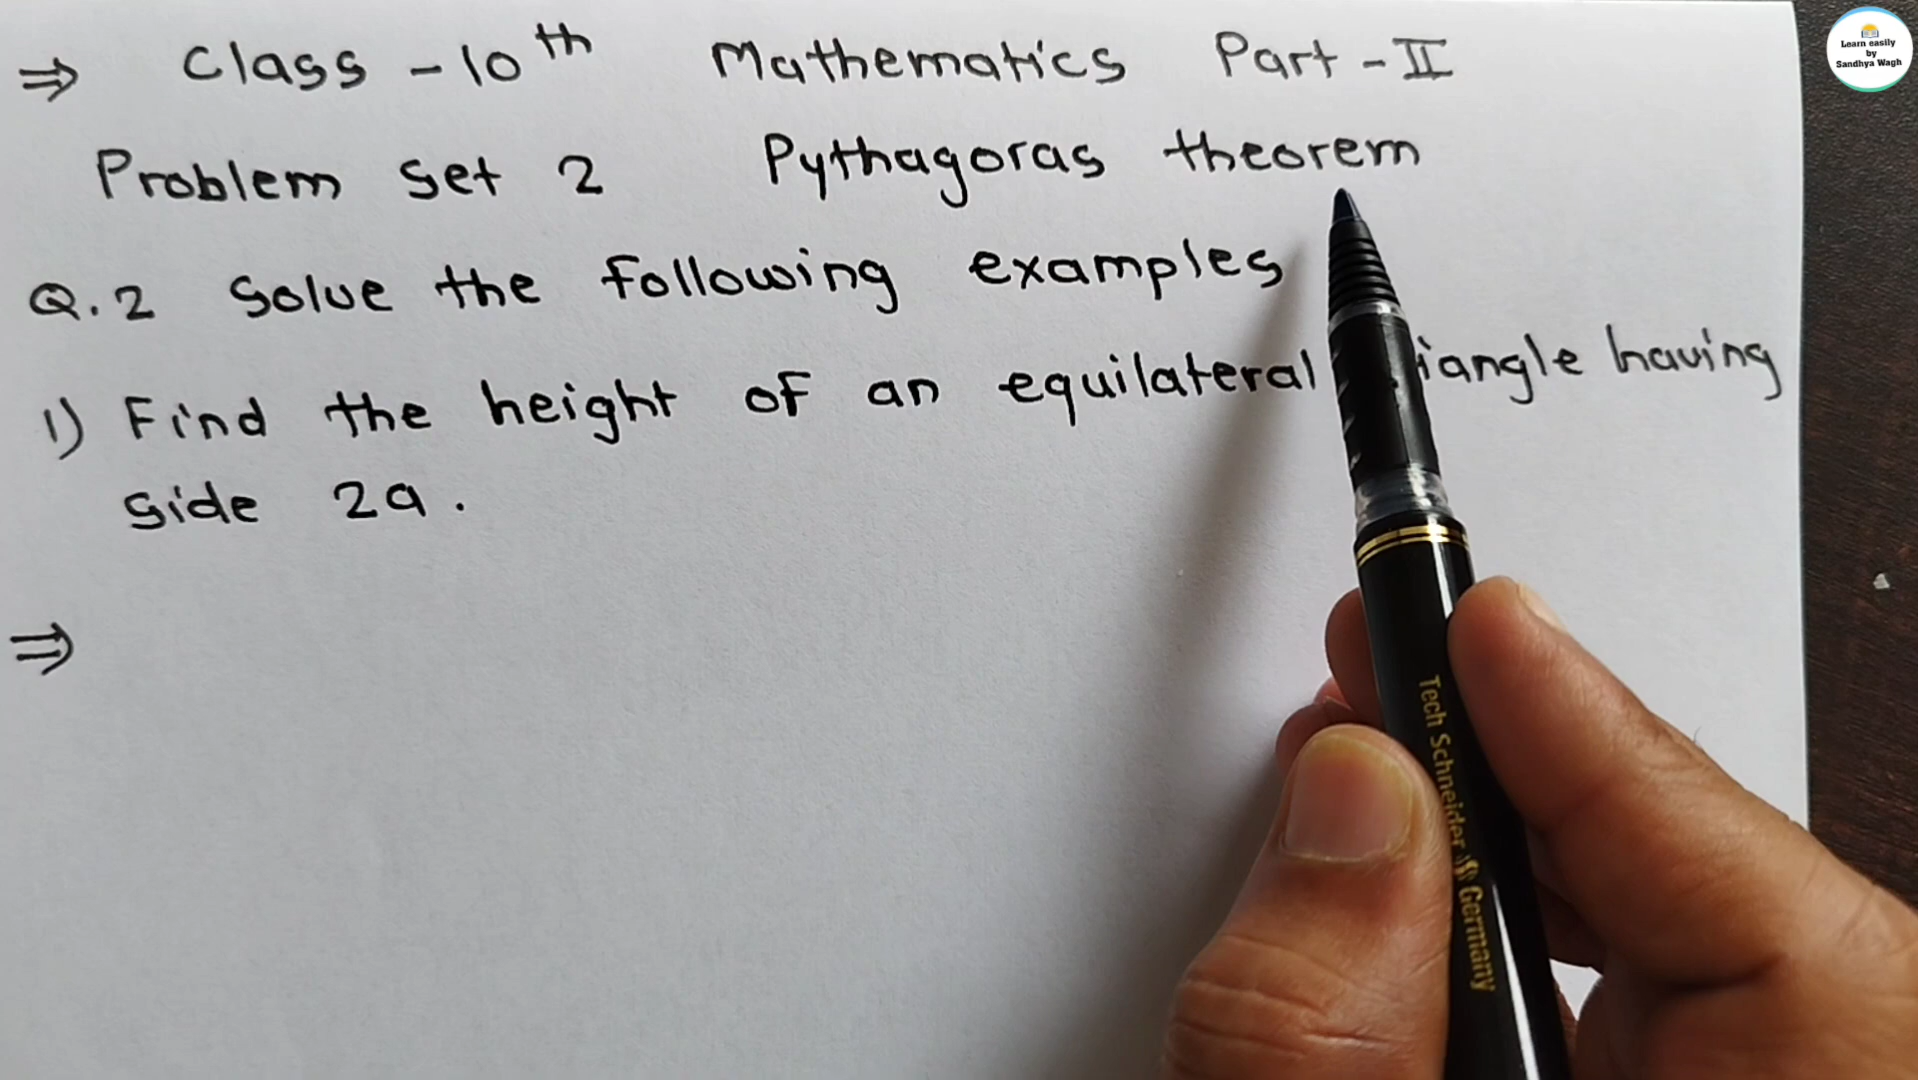 ⇒ Class - 10th Mathematics Part - II
Problem set 2 Pythagoras theorem
Q.2 Solve the following examples
1) Find the height of an equilateral iangle having
side 2a.
⇒
Learn easily
by
Sandhya Wagh
Tech Schneider Germany